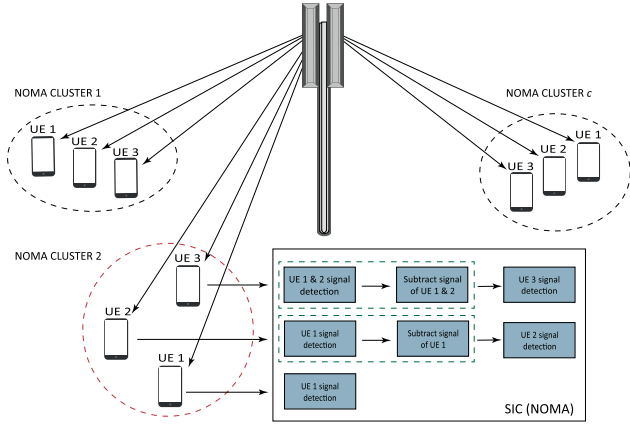 NOMA CLUSTER 1
UE 1
UE 2
UE 3
NOMA CLUSTER c
UE 1
UE 2
UE 3
NOMA CLUSTER 2
UE 3
UE 2
UE 1
UE 1 & 2 signal
detection
Subtract signal
of UE 1 & 2
UE 3 signal
detection
UE 1 signal
detection
Subtract signal
of UE 1
UE 2 signal
detection
UE 1 signal
detection
SIC (NOMA)